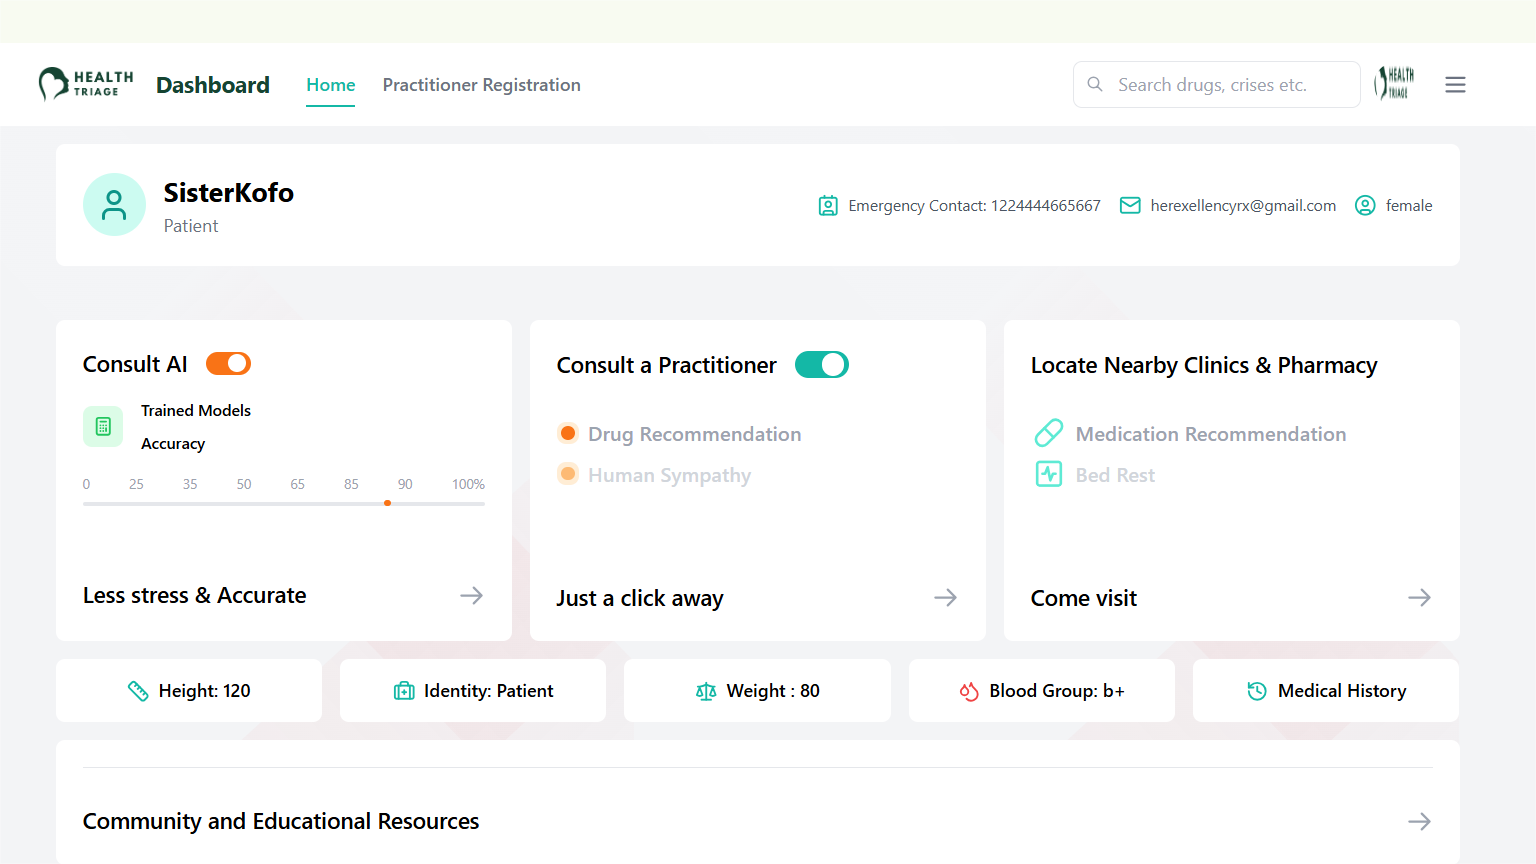 HEALTH TRIAGE Dashboard Home Practitioner Registration Search drugs, crises etc. HEALTH TRIAGE
SisterKofo
Patient
Emergency Contact: 1224444665667 herexellencyrx@gmail.com female
Consult AI
Trained Models
Accuracy
0 25 35 50 65 85 90 100%
Less stress & Accurate
Consult a Practitioner
Drug Recommendation
Human Sympathy
Just a click away
Locate Nearby Clinics & Pharmacy
Medication Recommendation
Bed Rest
Come visit
Height: 120 Identity: Patient Weight : 80 Blood Group: b+ Medical History
Community and Educational Resources